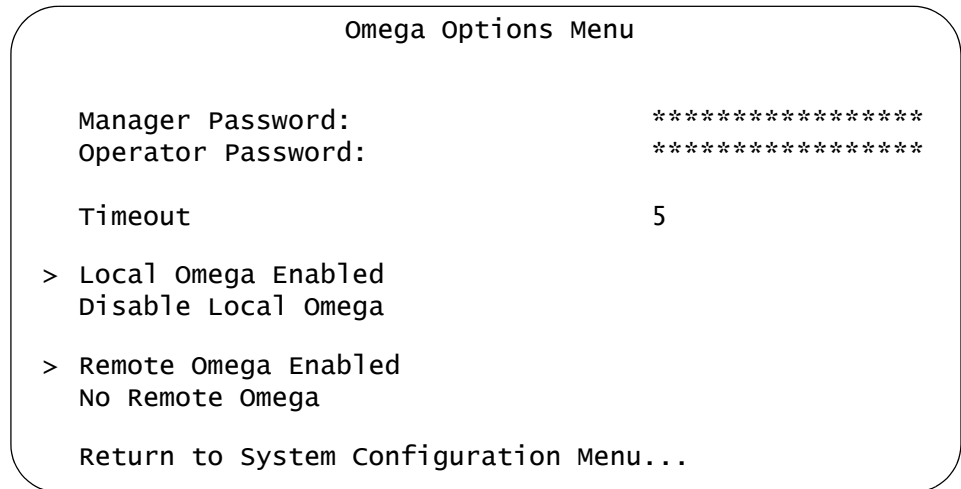 Omega Options Menu
Manager Password: *****************
Operator Password: *****************
Timeout 5
> Local Omega Enabled
Disable Local Omega
> Remote Omega Enabled
No Remote Omega
Return to System Configuration Menu...